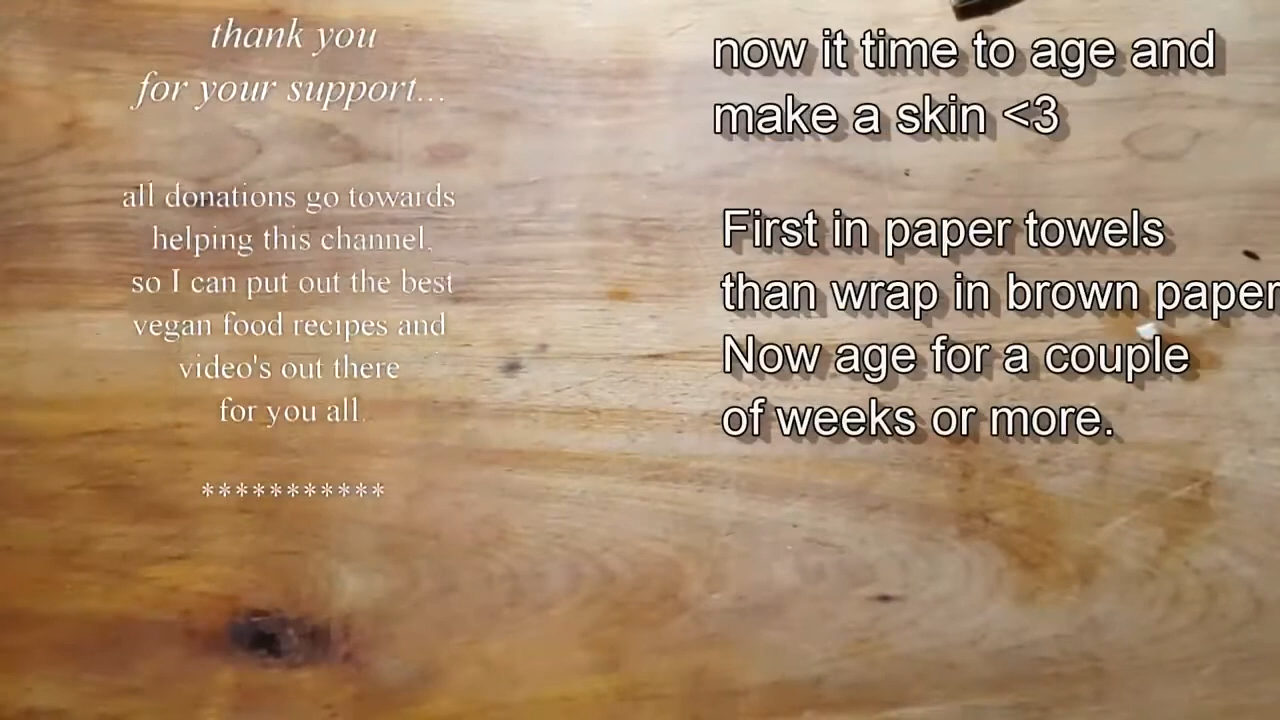 thank you
for your support...
all donations go towards
helping this channel,
so I can put out the best
vegan food recipes and
video's out there
for you all.
***********
now it time to age and
make a skin <3
First in paper towels
than wrap in brown paper
Now age for a couple
of weeks or more.